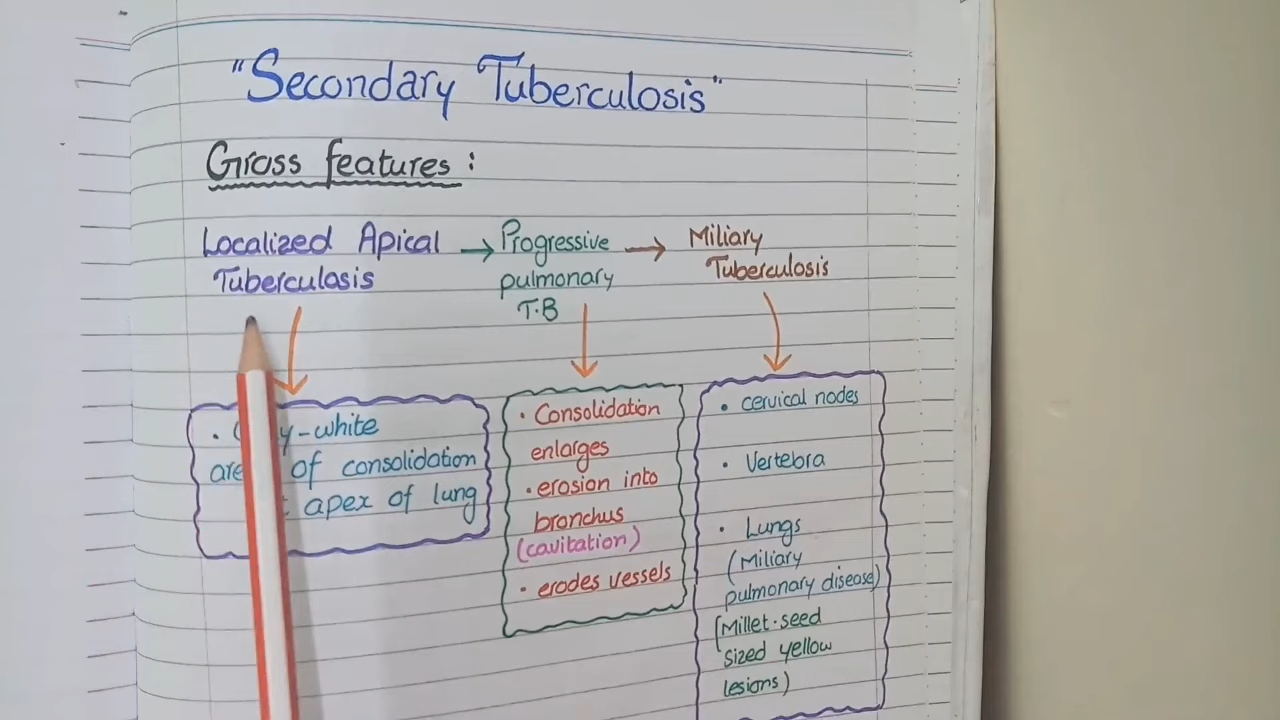 "Secondary Tuberculosis"
Gross features :
Localized Apical → Progressive → Miliary
Tuberculosis
pulmonary
T.B
Tuberculosis
-white
of consolidation
apex of lung
• Consolidation
enlarges
• erosion into
bronchus
(cavitation)
• erodes vessels
• cervical nodes
• Vertebra
• Lungs
(Miliary
pulmonary disease)
(Millet-seed
sized yellow
lesions)